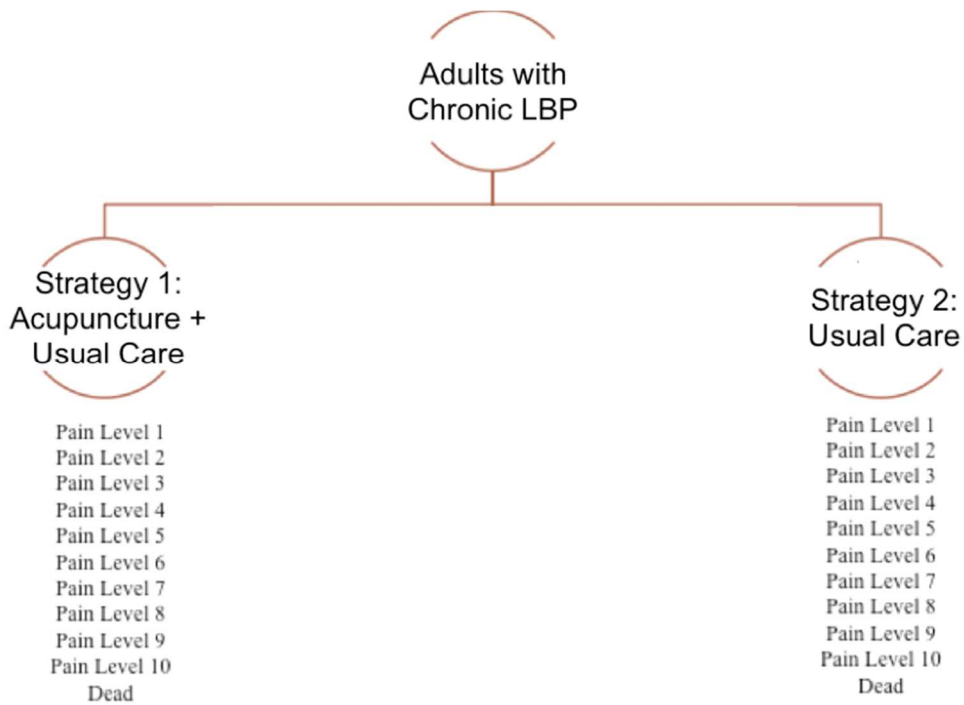 Adults with
Chronic LBP
Strategy 1:
Acupuncture +
Usual Care
Pain Level 1
Pain Level 2
Pain Level 3
Pain Level 4
Pain Level 5
Pain Level 6
Pain Level 7
Pain Level 8
Pain Level 9
Pain Level 10
Dead
Strategy 2:
Usual Care
Pain Level 1
Pain Level 2
Pain Level 3
Pain Level 4
Pain Level 5
Pain Level 6
Pain Level 7
Pain Level 8
Pain Level 9
Pain Level 10
Dead